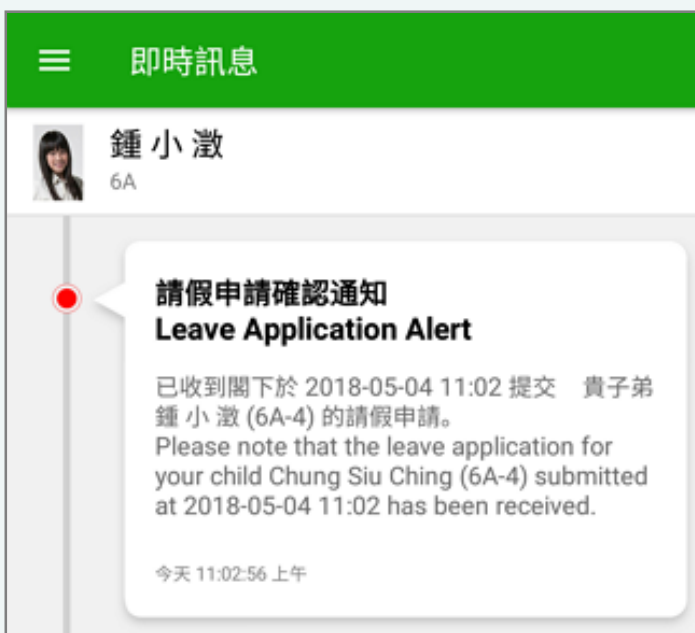 即時訊息
鍾 小 澂
6A
請假申請確認通知
Leave Application Alert
已收到閣下於 2018-05-04 11:02 提交　貴子弟
鍾 小 澂 (6A-4) 的請假申請。
Please note that the leave application for
your child Chung Siu Ching (6A-4) submitted
at 2018-05-04 11:02 has been received.
今天 11:02:56 上午